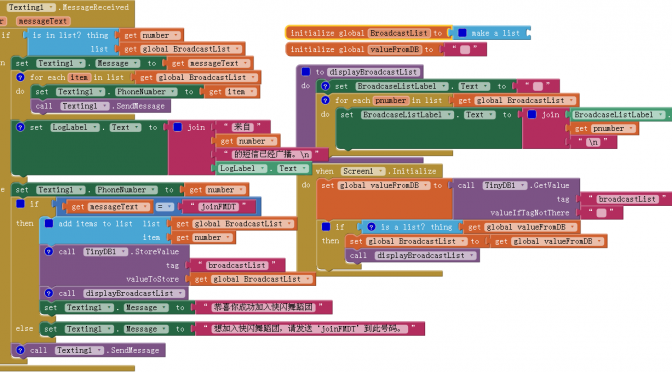 Texting1 .MessageReceived
messageText
if is in list? thing get number
list get global BroadcastList
set Texting1 . Message to get messageText
for each item in list get global BroadcastList
do set Texting1 . PhoneNumber to get item
call Texting1 .SendMessage
set LogLabel . Text to join " 来自 "
get number
" 的短信已经广播。\n "
LogLabel . Text
set Texting1 . PhoneNumber to get number
if get messageText = " joinFMDT "
then add items to list list get global BroadcastList
item get number
call TinyDB1 .StoreValue
tag " broadcastList "
valueToStore get global BroadcastList
call displayBroadcastList
set Texting1 . Message to " 恭喜你成功加入快闪舞蹈团 "
else set Texting1 . Message to " 想加入快闪舞蹈团，请发送‘joinFMDT’到此号码。 "
call Texting1 .SendMessage
initialize global BroadcastList to make a list
initialize global valueFromDB to " "
to displayBroadcastList
do set BroadcaseListLabel . Text to " "
for each pnumber in list get global BroadcastList
do set BroadcaseListLabel . Text to join BroadcaseListLabel
get pnumber
" \n "
when Screen1 .Initialize
do set global valueFromDB to call TinyDB1 .GetValue
tag " broadcastList
valueIfTagNotThere " "
if is a list? thing get global valueFromDB
then set global BroadcastList to get global valueFromDB
call displayBroadcastList